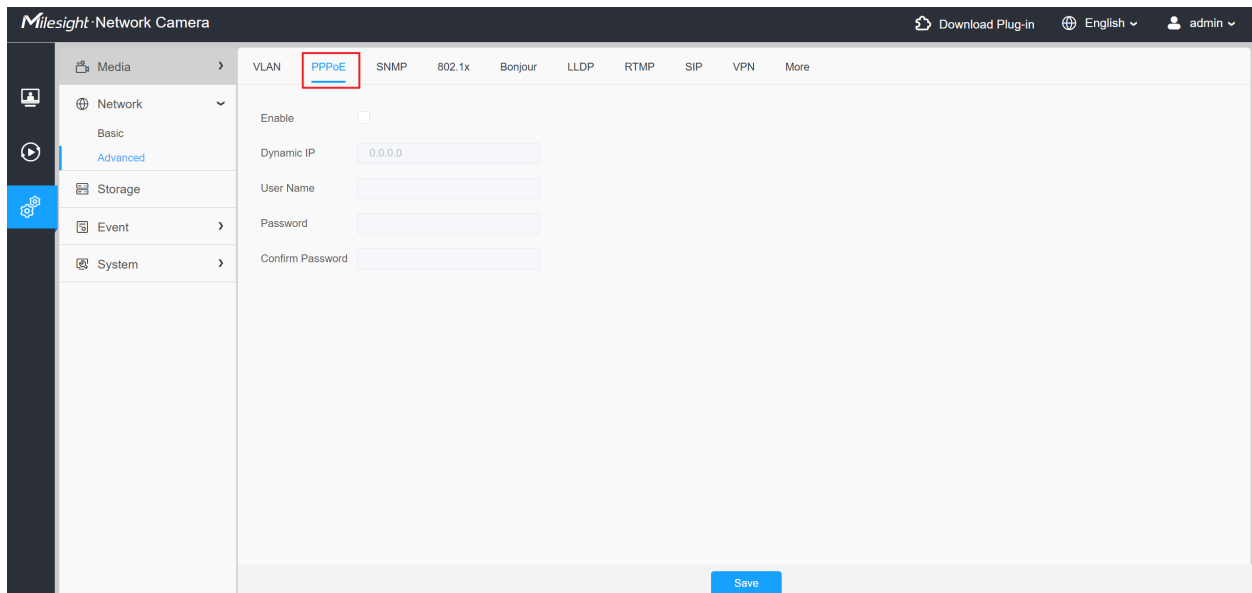 Milesight·Network Camera
Download Plug-in
English
admin
Media
Network
Basic
Advanced
Storage
Event
System
VLAN PPPoE SNMP 802.1x Bonjour LLDP RTMP SIP VPN More
Enable
Dynamic IP 0.0.0.0
User Name
Password
Confirm Password
Save